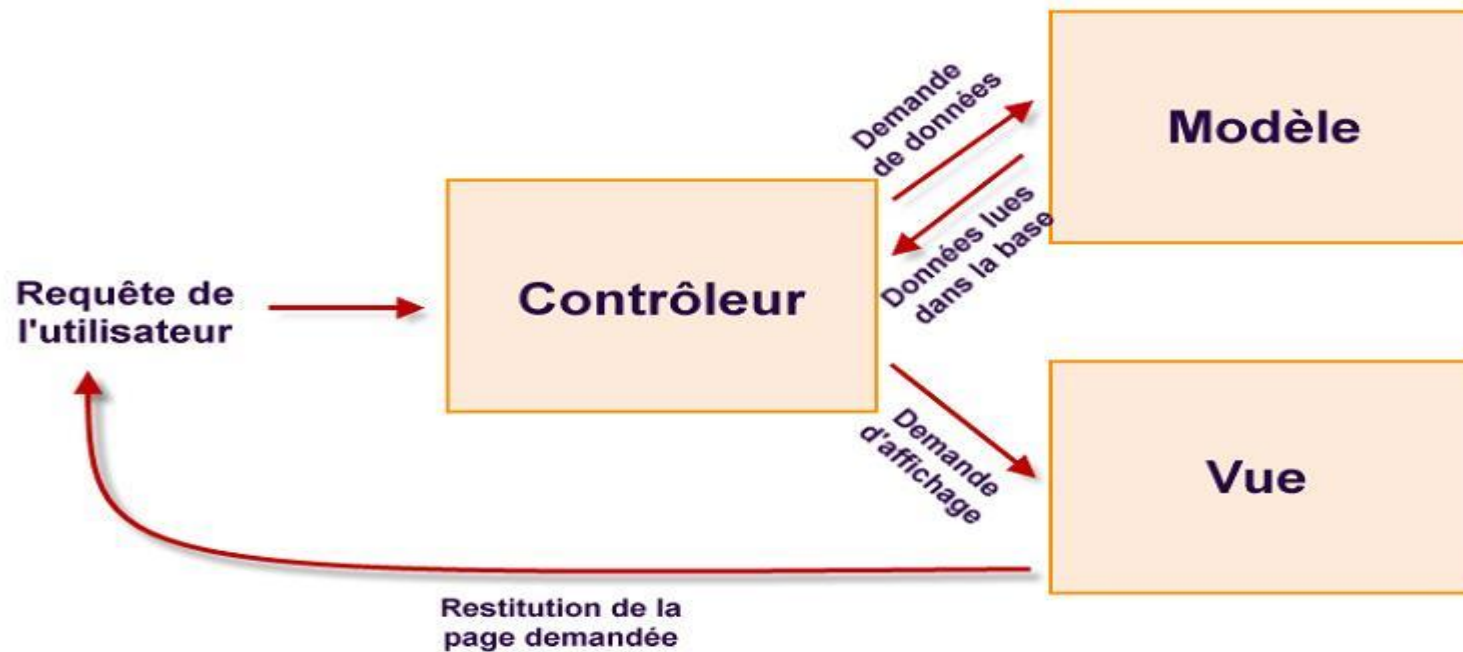 Demande
de données
Modèle
Données lues
dans la base
Contrôleur
Requête de
l'utilisateur
Demande
d'affichage
Vue
Restitution de la
page demandée